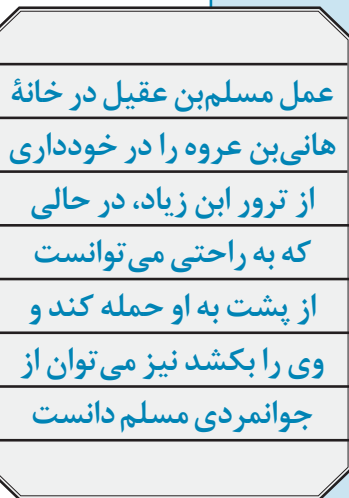 عمل مسلم‌بن عقیل در خانهٔ
هانی‌بن عروه را در خودداری
از ترور ابن زیاد، در حالی
که به راحتی می‌توانست
از پشت به او حمله کند و
وی را بکشد نیز می‌توان از
جوانمردی مسلم دانست